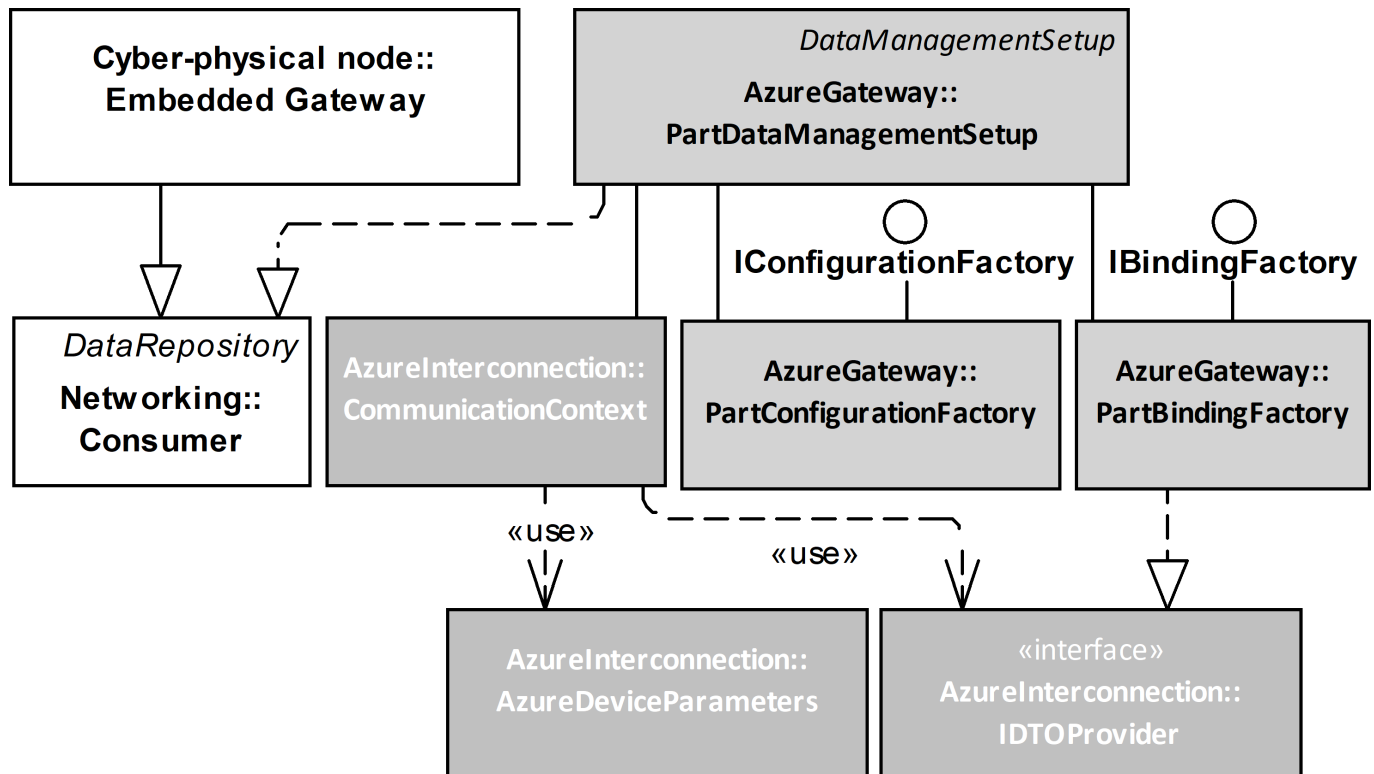 Cyber-physical node::
Embedded Gateway
DataManagementSetup
AzureGateway::
PartDataManagementSetup
IConfigurationFactory
IBindingFactory
DataRepository
Networking::
Consumer
AzureInterconnection::
CommunicationContext
AzureGateway::
PartConfigurationFactory
AzureGateway::
PartBindingFactory
«use»
«use»
AzureInterconnection::
AzureDeviceParameters
«interface»
AzureInterconnection::
IDTOProvider